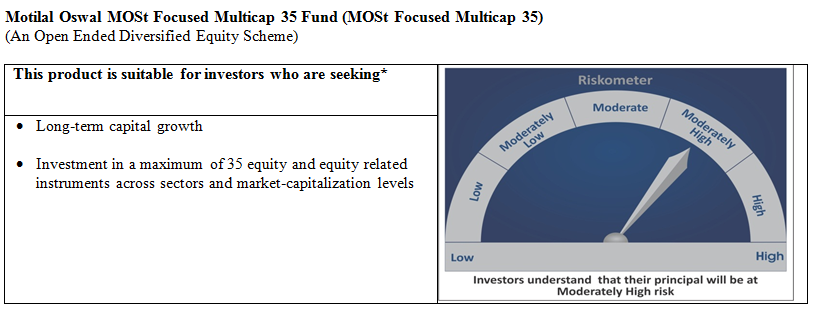 Motilal Oswal MOSt Focused Multicap 35 Fund (MOSt Focused Multicap 35)
(An Open Ended Diversified Equity Scheme)
This product is suitable for investors who are seeking*
• Long-term capital growth
• Investment in a maximum of 35 equity and equity related
instruments across sectors and market-capitalization levels
Riskometer
Low
Moderately
Low
Moderate
Moderately
High
High
Low
High
Investors understand that their principal will be at
Moderately High risk